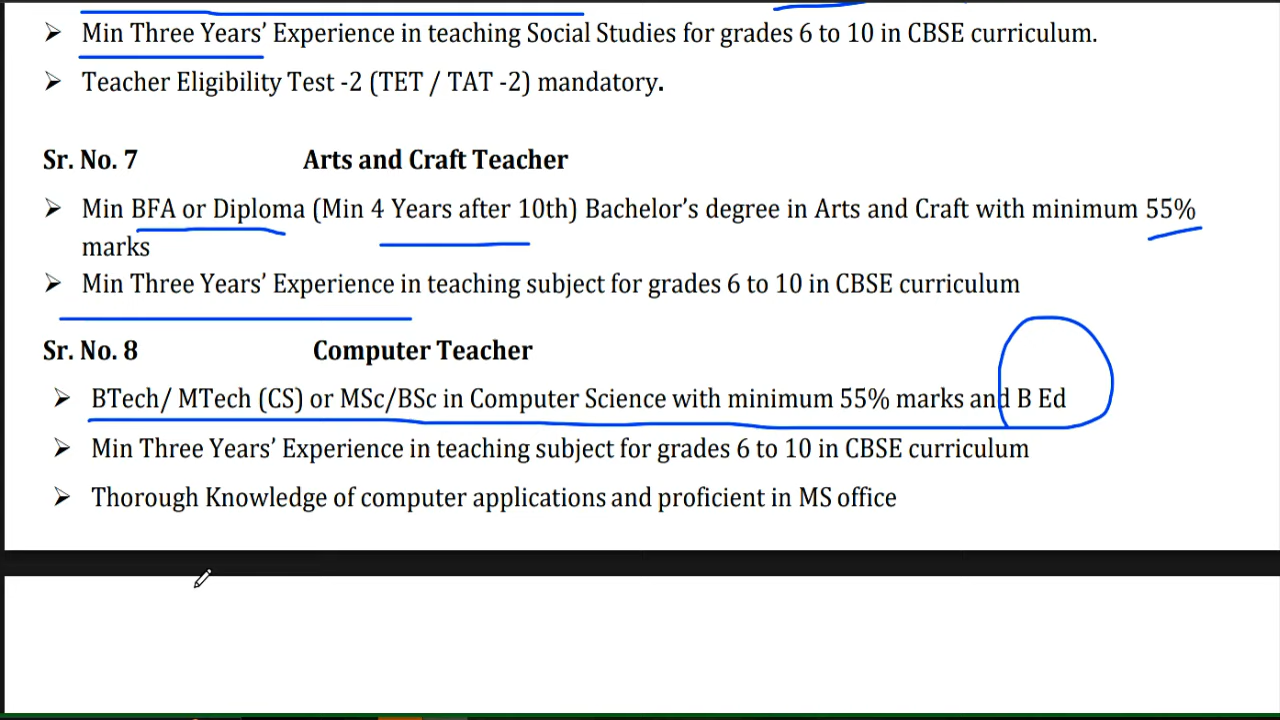 ➢ Min Three Years’ Experience in teaching Social Studies for grades 6 to 10 in CBSE curriculum.
➢ Teacher Eligibility Test -2 (TET / TAT -2) mandatory.
Sr. No. 7 Arts and Craft Teacher
➢ Min BFA or Diploma (Min 4 Years after 10th) Bachelor’s degree in Arts and Craft with minimum 55%
marks
➢ Min Three Years’ Experience in teaching subject for grades 6 to 10 in CBSE curriculum
Sr. No. 8 Computer Teacher
➢ BTech/ MTech (CS) or MSc/BSc in Computer Science with minimum 55% marks and B Ed
➢ Min Three Years’ Experience in teaching subject for grades 6 to 10 in CBSE curriculum
➢ Thorough Knowledge of computer applications and proficient in MS office